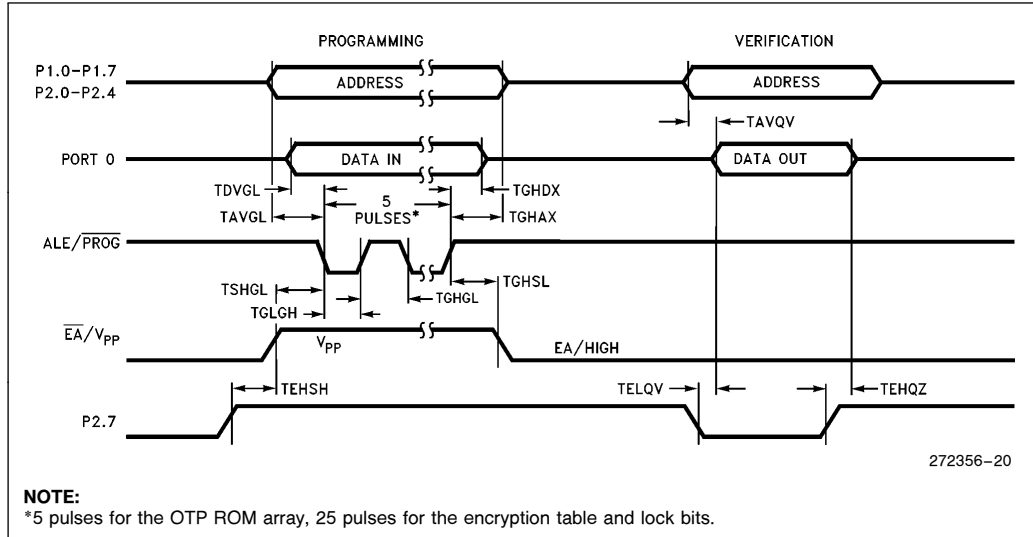 PROGRAMMING VERIFICATION
P1.0–P1.7
P2.0–P2.4
ADDRESS ADDRESS
TAVQV
PORT 0
DATA IN DATA OUT
TDVGL 5 TGHDX
TAVGL PULSES* TGHAX
ALE/PROG
TSHGL TGHGL TGHSL
TGLGH
EA/VPP
VPP EA/HIGH
TEHSH TELQV TEHQZ
P2.7
272356–20
NOTE:
*5 pulses for the OTP ROM array, 25 pulses for the encryption table and lock bits.